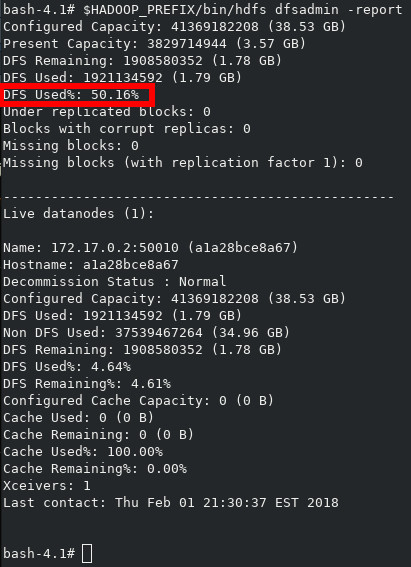 bash-4.1# $HADOOP_PREFIX/bin/hdfs dfsadmin -report
Configured Capacity: 41369182208 (38.53 GB)
Present Capacity: 3829714944 (3.57 GB)
DFS Remaining: 1908580352 (1.78 GB)
DFS Used: 1921134592 (1.79 GB)
DFS Used%: 50.16%
Under replicated blocks: 0
Blocks with corrupt replicas: 0
Missing blocks: 0
Missing blocks (with replication factor 1): 0
-------------------------------------------------
Live datanodes (1):
Name: 172.17.0.2:50010 (a1a28bce8a67)
Hostname: a1a28bce8a67
Decommission Status : Normal
Configured Capacity: 41369182208 (38.53 GB)
DFS Used: 1921134592 (1.79 GB)
Non DFS Used: 37539467264 (34.96 GB)
DFS Remaining: 1908580352 (1.78 GB)
DFS Used%: 4.64%
DFS Remaining%: 4.61%
Configured Cache Capacity: 0 (0 B)
Cache Used: 0 (0 B)
Cache Remaining: 0 (0 B)
Cache Used%: 100.00%
Cache Remaining%: 0.00%
Xceivers: 1
Last contact: Thu Feb 01 21:30:37 EST 2018
bash-4.1#